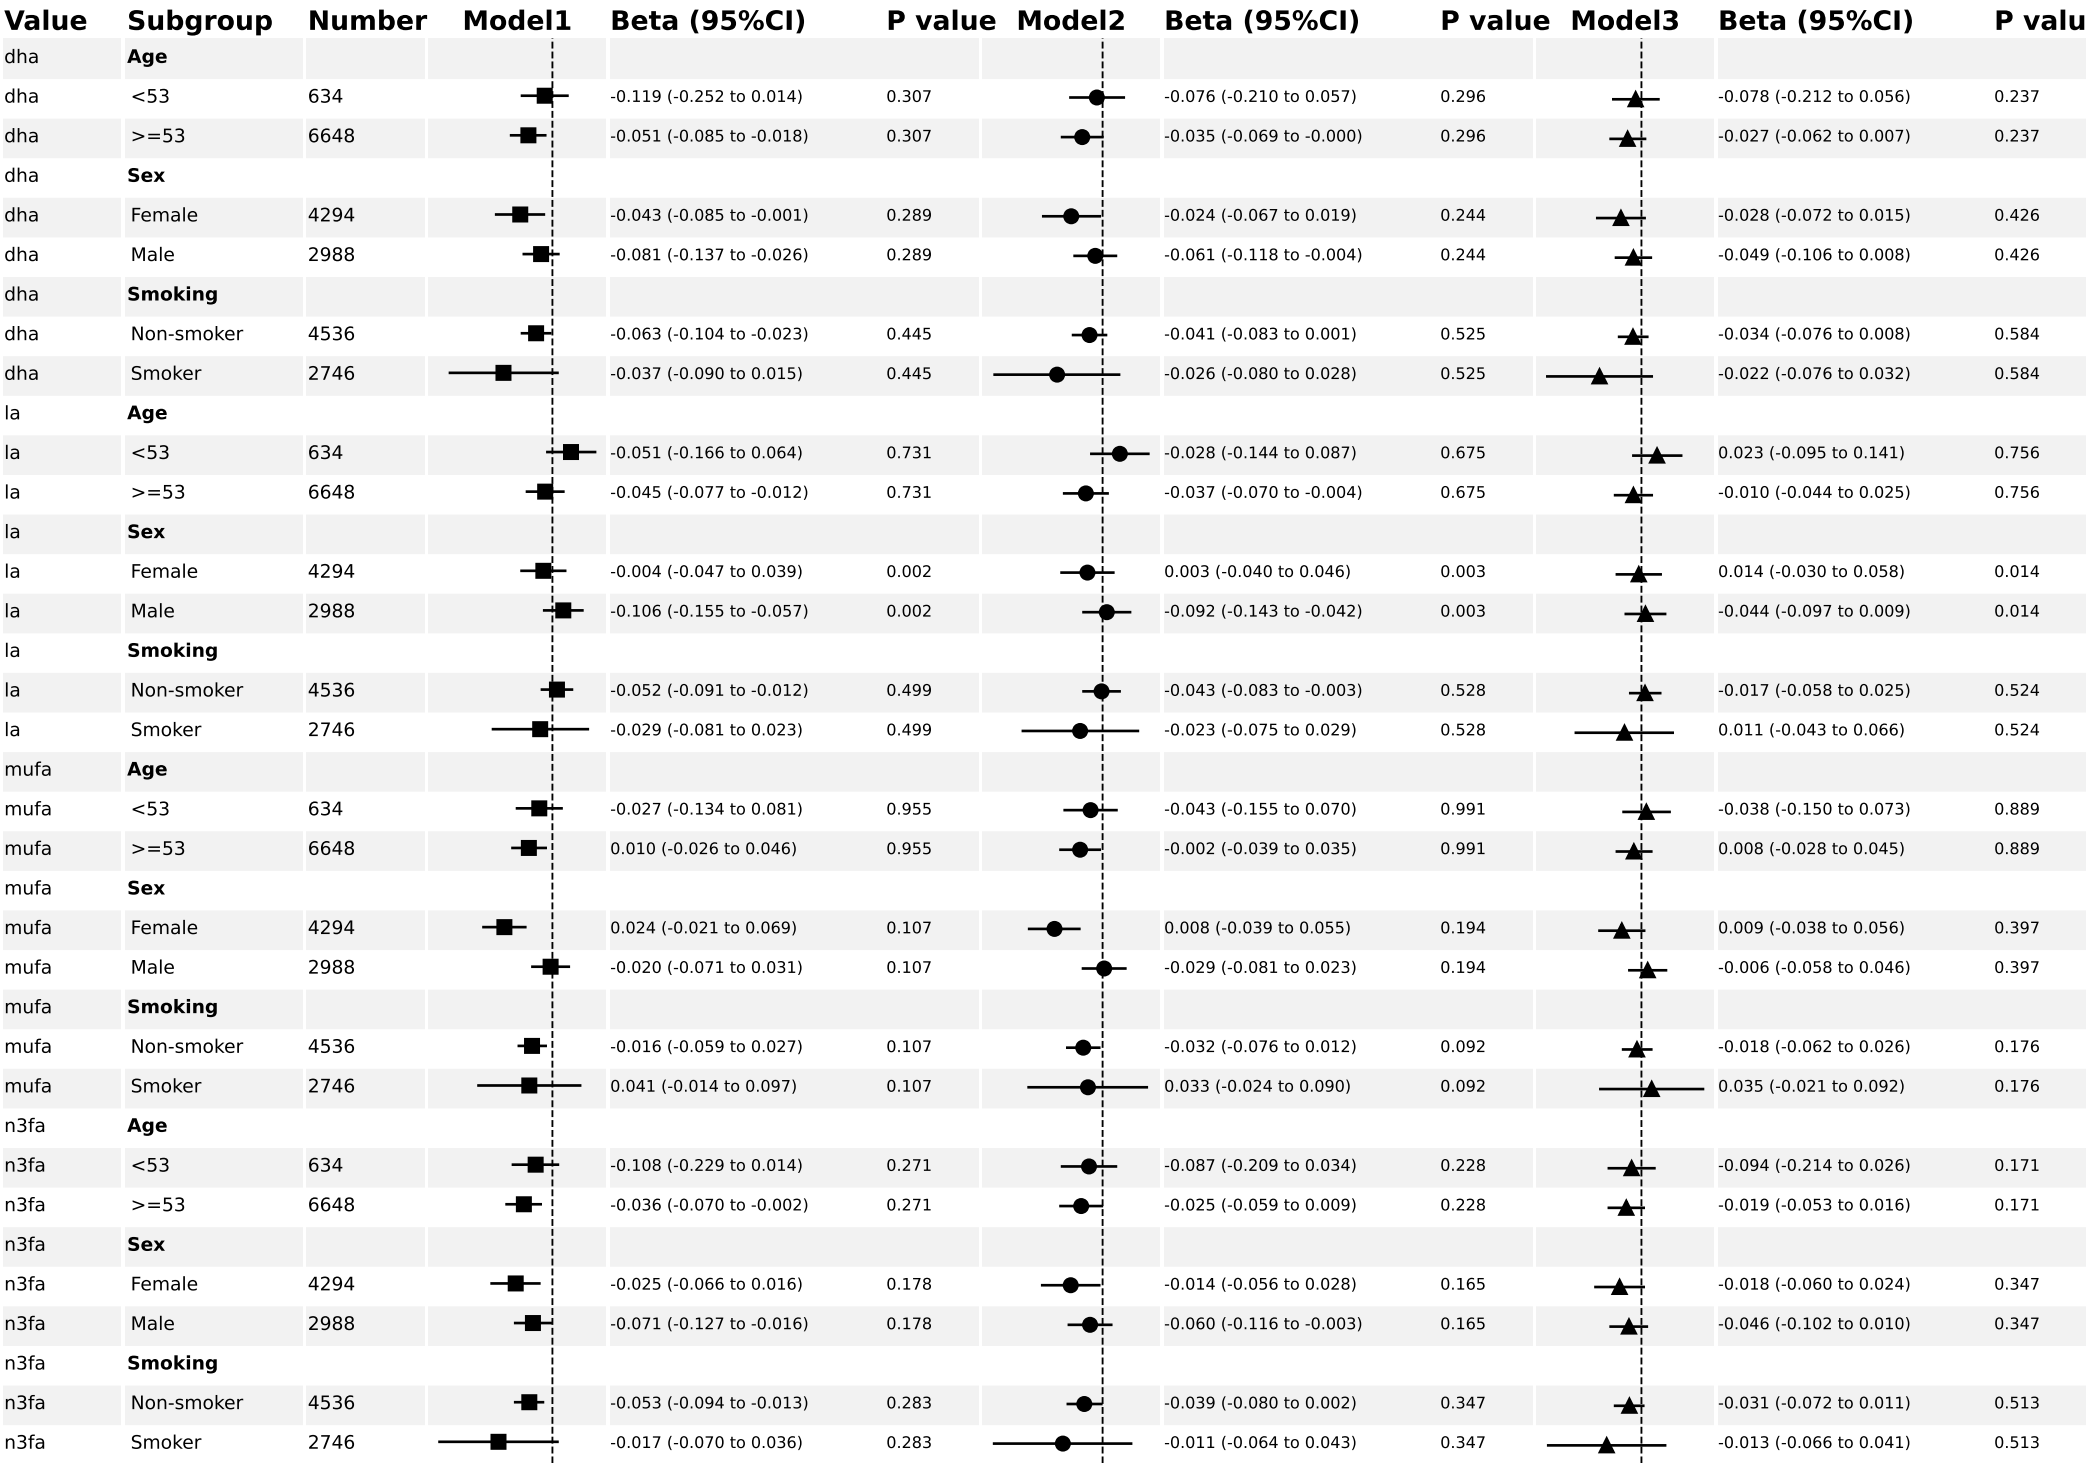 Value Subgroup Number Model1 Beta (95%CI) P value Model2 Beta (95%CI) P value Model3 Beta (95%CI) P valu
dha Age
dha <53 634 -0.119 (-0.252 to 0.014) 0.307 -0.076 (-0.210 to 0.057) 0.296 -0.078 (-0.212 to 0.056) 0.237
dha >=53 6648 -0.051 (-0.085 to -0.018) 0.307 -0.035 (-0.069 to -0.000) 0.296 -0.027 (-0.062 to 0.007) 0.237
dha Sex
dha Female 4294 -0.043 (-0.085 to -0.001) 0.289 -0.024 (-0.067 to 0.019) 0.244 -0.028 (-0.072 to 0.015) 0.426
dha Male 2988 -0.081 (-0.137 to -0.026) 0.289 -0.061 (-0.118 to -0.004) 0.244 -0.049 (-0.106 to 0.008) 0.426
dha Smoking
dha Non-smoker 4536 -0.063 (-0.104 to -0.023) 0.445 -0.041 (-0.083 to 0.001) 0.525 -0.034 (-0.076 to 0.008) 0.584
dha Smoker 2746 -0.037 (-0.090 to 0.015) 0.445 -0.026 (-0.080 to 0.028) 0.525 -0.022 (-0.076 to 0.032) 0.584
la Age
la <53 634 -0.051 (-0.166 to 0.064) 0.731 -0.028 (-0.144 to 0.087) 0.675 0.023 (-0.095 to 0.141) 0.756
la >=53 6648 -0.045 (-0.077 to -0.012) 0.731 -0.037 (-0.070 to -0.004) 0.675 -0.010 (-0.044 to 0.025) 0.756
la Sex
la Female 4294 -0.004 (-0.047 to 0.039) 0.002 0.003 (-0.040 to 0.046) 0.003 0.014 (-0.030 to 0.058) 0.014
la Male 2988 -0.106 (-0.155 to -0.057) 0.002 -0.092 (-0.143 to -0.042) 0.003 -0.044 (-0.097 to 0.009) 0.014
la Smoking
la Non-smoker 4536 -0.052 (-0.091 to -0.012) 0.499 -0.043 (-0.083 to -0.003) 0.528 -0.017 (-0.058 to 0.025) 0.524
la Smoker 2746 -0.029 (-0.081 to 0.023) 0.499 -0.023 (-0.075 to 0.029) 0.528 0.011 (-0.043 to 0.066) 0.524
mufa Age
mufa <53 634 -0.027 (-0.134 to 0.081) 0.955 -0.043 (-0.155 to 0.070) 0.991 -0.038 (-0.150 to 0.073) 0.889
mufa >=53 6648 0.010 (-0.026 to 0.046) 0.955 -0.002 (-0.039 to 0.035) 0.991 0.008 (-0.028 to 0.045) 0.889
mufa Sex
mufa Female 4294 0.024 (-0.021 to 0.069) 0.107 0.008 (-0.039 to 0.055) 0.194 0.009 (-0.038 to 0.056) 0.397
mufa Male 2988 -0.020 (-0.071 to 0.031) 0.107 -0.029 (-0.081 to 0.023) 0.194 -0.006 (-0.058 to 0.046) 0.397
mufa Smoking
mufa Non-smoker 4536 -0.016 (-0.059 to 0.027) 0.107 -0.032 (-0.076 to 0.012) 0.092 -0.018 (-0.062 to 0.026) 0.176
mufa Smoker 2746 0.041 (-0.014 to 0.097) 0.107 0.033 (-0.024 to 0.090) 0.092 0.035 (-0.021 to 0.092) 0.176
n3fa Age
n3fa <53 634 -0.108 (-0.229 to 0.014) 0.271 -0.087 (-0.209 to 0.034) 0.228 -0.094 (-0.214 to 0.026) 0.171
n3fa >=53 6648 -0.036 (-0.070 to -0.002) 0.271 -0.025 (-0.059 to 0.009) 0.228 -0.019 (-0.053 to 0.016) 0.171
n3fa Sex
n3fa Female 4294 -0.025 (-0.066 to 0.016) 0.178 -0.014 (-0.056 to 0.028) 0.165 -0.018 (-0.060 to 0.024) 0.347
n3fa Male 2988 -0.071 (-0.127 to -0.016) 0.178 -0.060 (-0.116 to -0.003) 0.165 -0.046 (-0.102 to 0.010) 0.347
n3fa Smoking
n3fa Non-smoker 4536 -0.053 (-0.094 to -0.013) 0.283 -0.039 (-0.080 to 0.002) 0.347 -0.031 (-0.072 to 0.011) 0.513
n3fa Smoker 2746 -0.017 (-0.070 to 0.036) 0.283 -0.011 (-0.064 to 0.043) 0.347 -0.013 (-0.066 to 0.041) 0.513